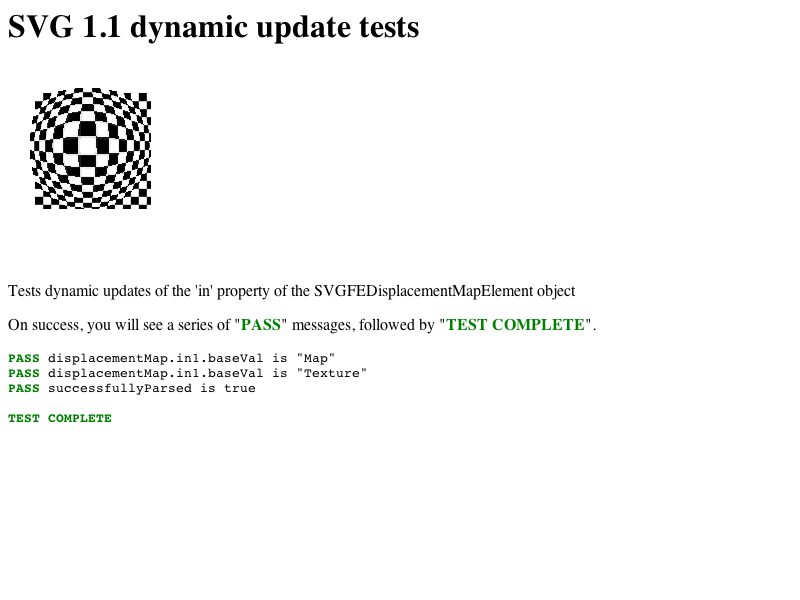 SVG 1.1 dynamic update tests
Tests dynamic updates of the 'in' property of the SVGFEDisplacementMapElement object
On success, you will see a series of "PASS" messages, followed by "TEST COMPLETE".
PASS displacementMap.in1.baseVal is "Map"
PASS displacementMap.in1.baseVal is "Texture"
PASS successfullyParsed is true
TEST COMPLETE